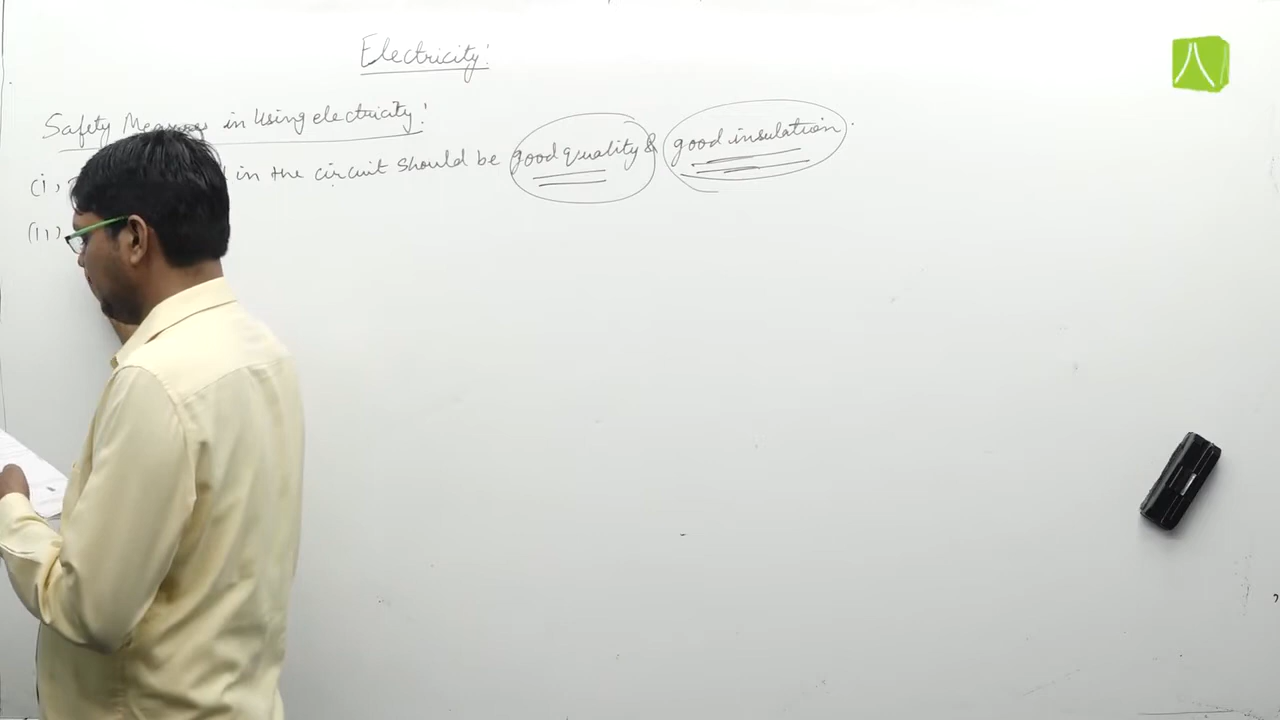 Electricity:
Safety Measures in Using electricity:
(i) in the circuit should be good quality & good insulation.
(ii)